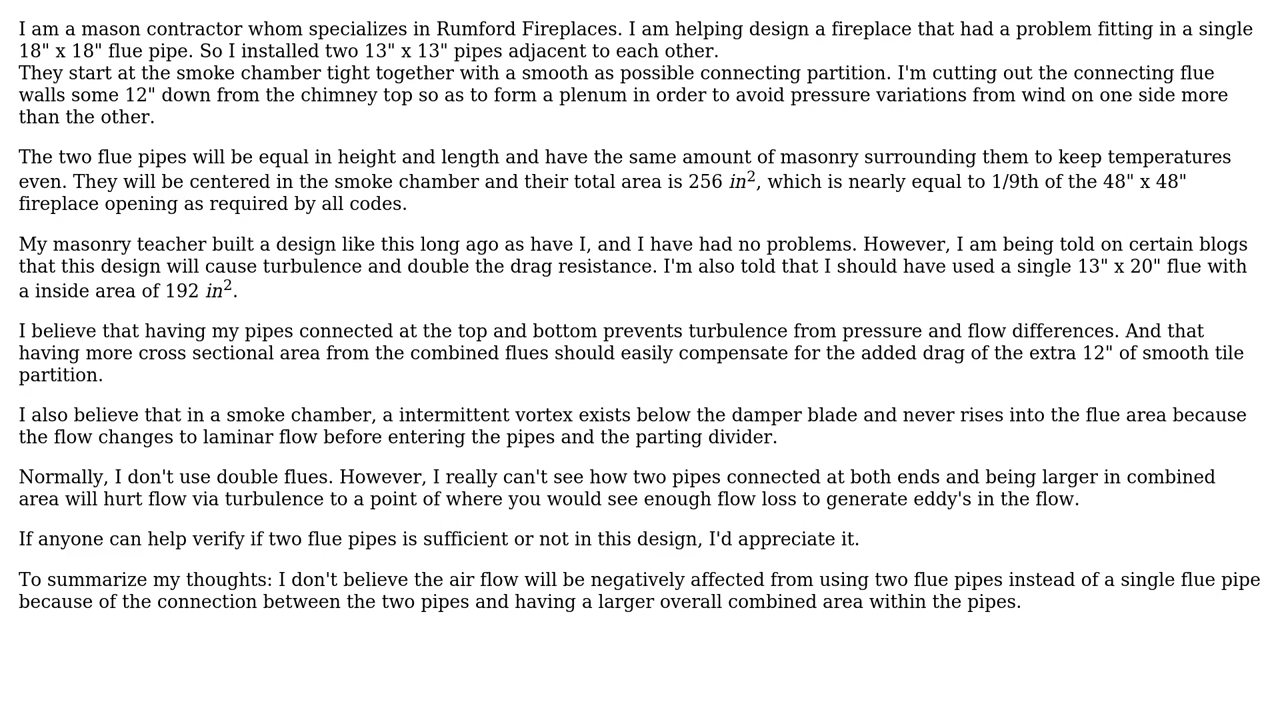 I am a mason contractor whom specializes in Rumford Fireplaces. I am helping design a fireplace that had a problem fitting in a single
18" x 18" flue pipe. So I installed two 13" x 13" pipes adjacent to each other.
They start at the smoke chamber tight together with a smooth as possible connecting partition. I'm cutting out the connecting flue
walls some 12" down from the chimney top so as to form a plenum in order to avoid pressure variations from wind on one side more
than the other.
The two flue pipes will be equal in height and length and have the same amount of masonry surrounding them to keep temperatures
even. They will be centered in the smoke chamber and their total area is 256 in², which is nearly equal to 1/9th of the 48" x 48"
fireplace opening as required by all codes.
My masonry teacher built a design like this long ago as have I, and I have had no problems. However, I am being told on certain blogs
that this design will cause turbulence and double the drag resistance. I'm also told that I should have used a single 13" x 20" flue with
a inside area of 192 in².
I believe that having my pipes connected at the top and bottom prevents turbulence from pressure and flow differences. And that
having more cross sectional area from the combined flues should easily compensate for the added drag of the extra 12" of smooth tile
partition.
I also believe that in a smoke chamber, a intermittent vortex exists below the damper blade and never rises into the flue area because
the flow changes to laminar flow before entering the pipes and the parting divider.
Normally, I don't use double flues. However, I really can't see how two pipes connected at both ends and being larger in combined
area will hurt flow via turbulence to a point of where you would see enough flow loss to generate eddy's in the flow.
If anyone can help verify if two flue pipes is sufficient or not in this design, I'd appreciate it.
To summarize my thoughts: I don't believe the air flow will be negatively affected from using two flue pipes instead of a single flue pipe
because of the connection between the two pipes and having a larger overall combined area within the pipes.